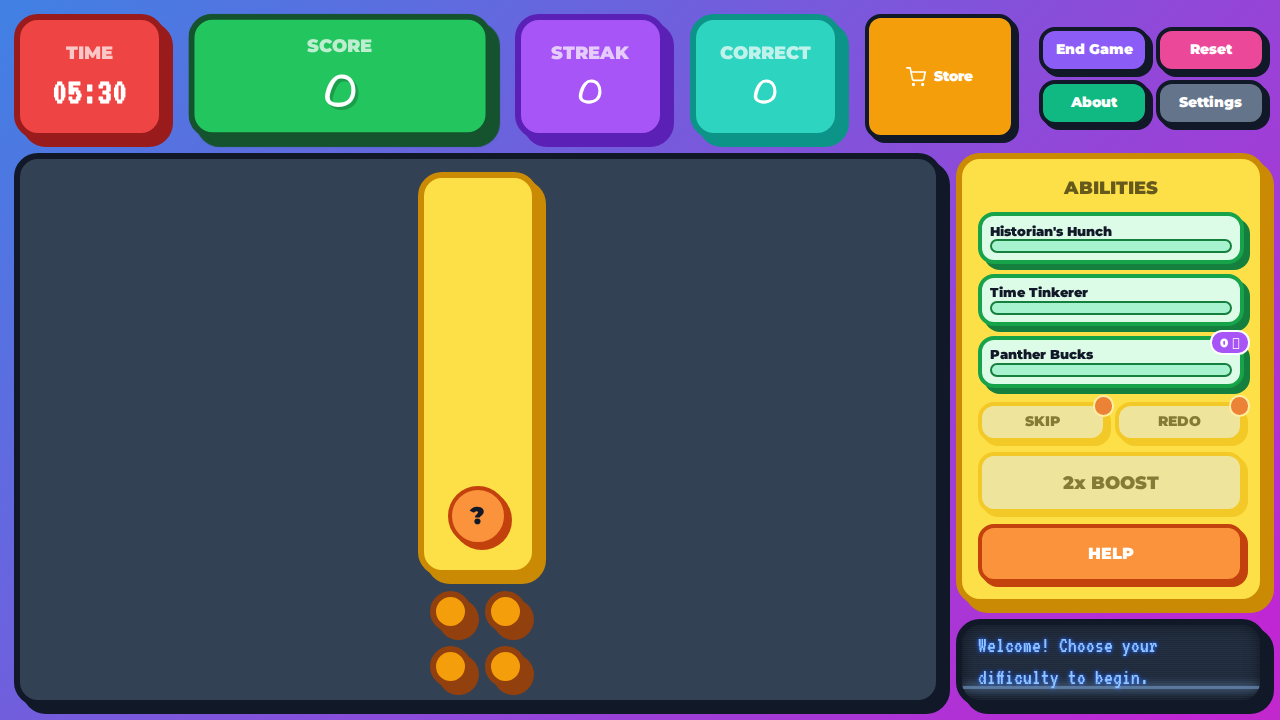 TIME
05:30
SCORE
0
STREAK
0
CORRECT
0
Store
End Game
Reset
About
Settings
?
ABILITIES
Historian's Hunch
Time Tinkerer
0
Panther Bucks
SKIP
REDO
2x BOOST
HELP
Welcome! Choose your
difficulty to begin.